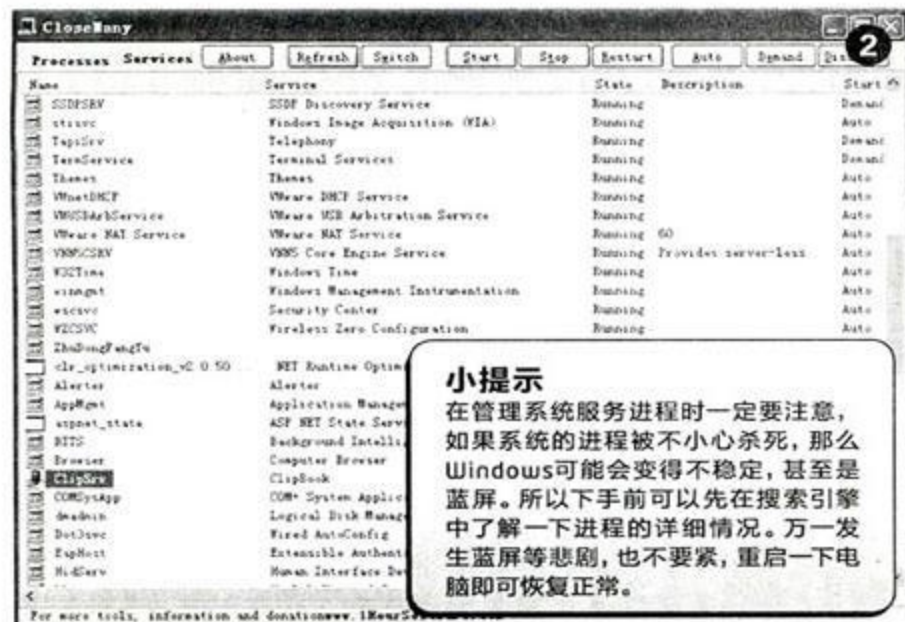 CloseMany
2
Processes Services About Refresh Switch Start Stop Restart Auto Demand
Name Service State Description Start
SSDPSRV SSDP Discovery Service Running Demand
stisvc Windows Image Acquisition (WIA) Running Auto
TapiSrv Telephony Running Demand
TermService Terminal Services Running Demand
Themes Themes Running Auto
VMnetDHCP VMware DHCP Service Running Auto
VMUSBArbService VMware USB Arbitration Service Running Auto
VMware NAT Service VMware NAT Service Running 60 Auto
VNNSCSRV VNNS Core Engine Service Running Provides server-less Auto
W32Time Windows Time Running Auto
winmgmt Windows Management Instrumentation Running Auto
wscsvc Security Center Running Auto
WZCSVC Wireless Zero Configuration Running Auto
ZhuDongFangYu
clr_optimization_v2.0.50... .NET Runtime Optimi
Alerter Alerter
AppMgmt Application Manage
aspnet_state ASP.NET State Serv
BITS Background Intelli
Browser Computer Browser
ClipSrv ClipBook
COMSysApp COM+ System Applic
dmadmin Logical Disk Manage
Dot3svc Wired AutoConfig
EapHost Extensible Authenti
HidServ Human Interface De
小提示
在管理系统服务进程时一定要注意,
如果系统的进程被不小心杀死,那么
Windows可能会变得不稳定,甚至是
蓝屏。所以下手前可以先在搜索引擎
中了解一下进程的详细情况。万一发
生蓝屏等悲剧,也不要紧,重启一下电
脑即可恢复正常。
For more tools, information and donation